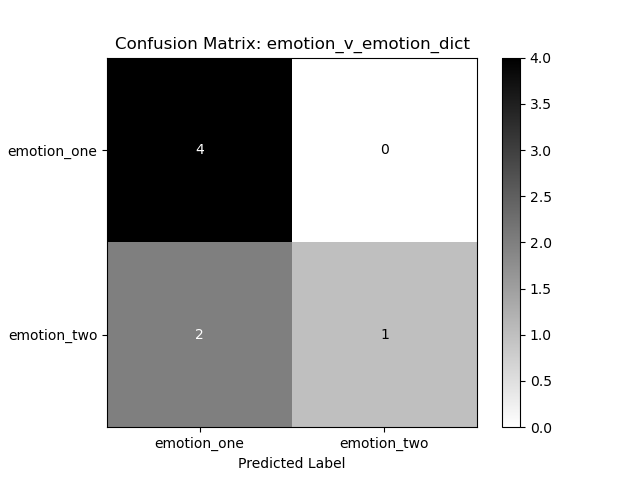 Confusion Matrix: emotion_v_emotion_dict
emotion_one
4
0
emotion_two
2
1
emotion_one
emotion_two
Predicted Label
4.0
3.5
3.0
2.5
2.0
1.5
1.0
0.5
0.0